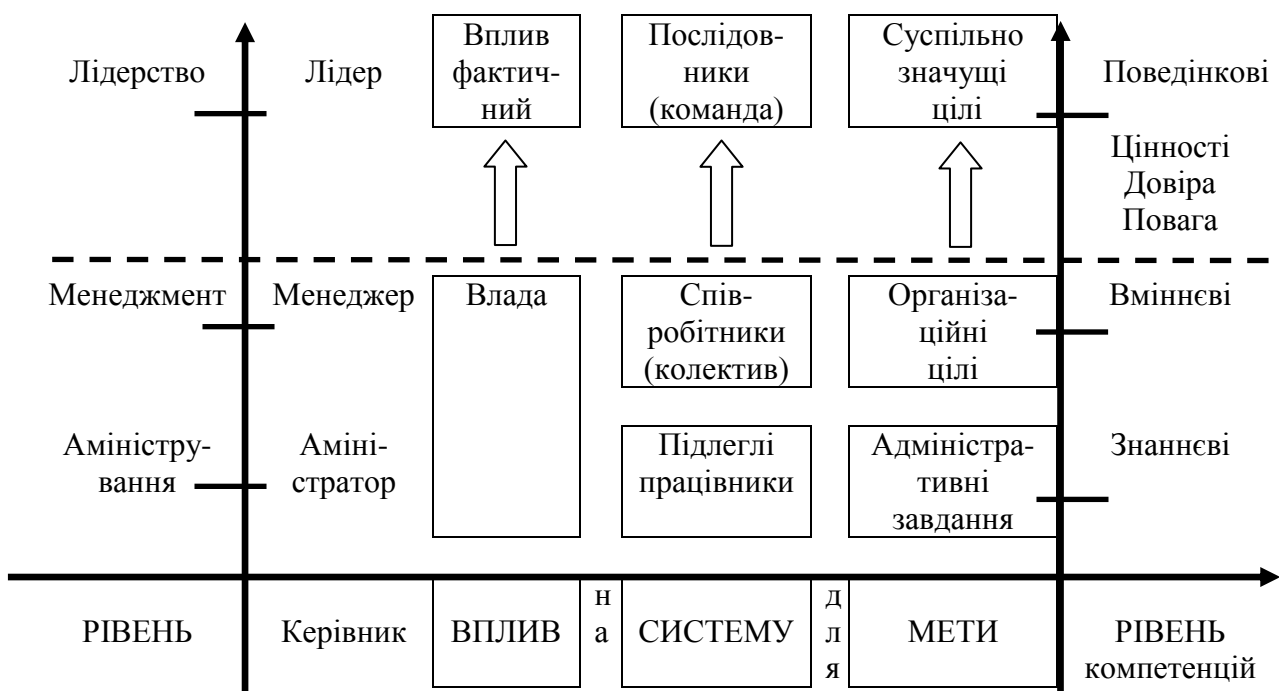 Лідерство
Лідер
Вплив
фактич-
ний
Послідов-
ники
(команда)
Суспільно
значущі
цілі
Поведінкові
Цінності
Довіра
Повага
Менеджмент
Менеджер
Влада
Спів-
робітники
(колектив)
Організа-
ційні
цілі
Вміннєві
Аміністру-
вання
Аміні-
стратор
Підлеглі
працівники
Адміністра-
тивні
завдання
Знаннєві
РІВЕНЬ
Керівник
ВПЛИВ
на
СИСТЕМУ
для
МЕТИ
РІВЕНЬ
компетенцій